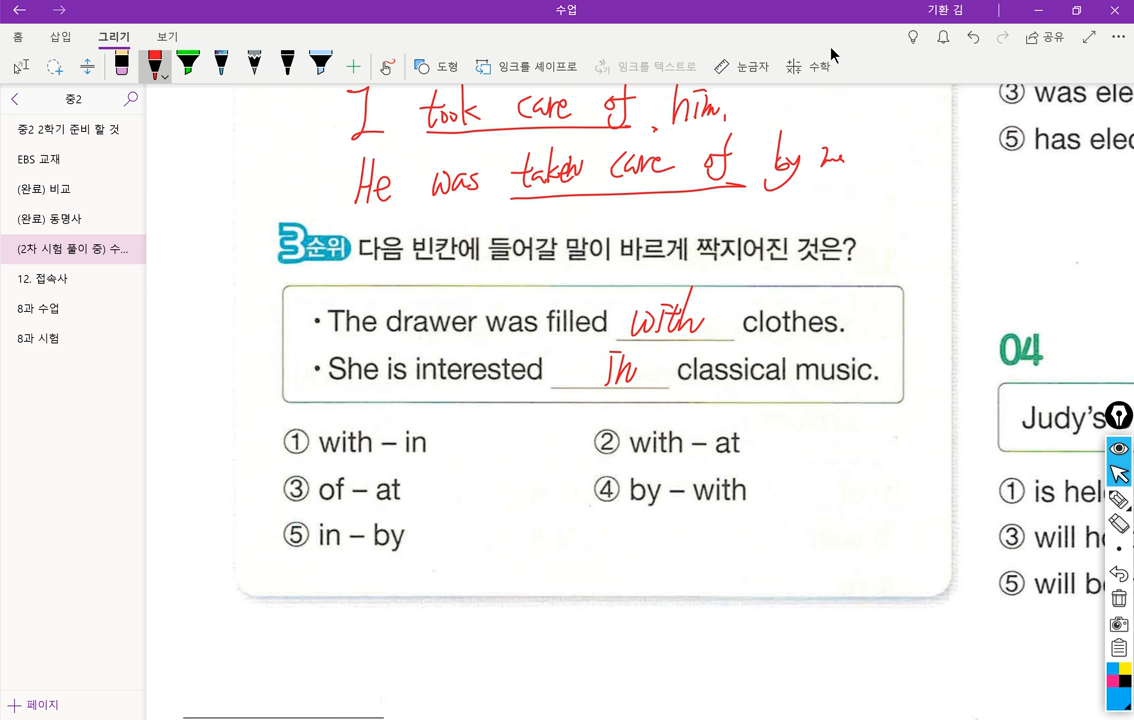 수업
기환 김
홈 삽입 그리기 보기
공유
도형 잉크를 셰이프로 잉크를 텍스트로 눈금자 수학
중2
중2 2학기 준비 할 것
EBS 교재
(완료) 비교
(완료) 동명사
(2차 시험 풀이 중) 수...
12. 접속사
8과 수업
8과 시험
페이지
I took care of him.
He was taken care of by me
3순위 다음 빈칸에 들어갈 말이 바르게 짝지어진 것은?
• The drawer was filled with clothes.
• She is interested in classical music.
① with – in ② with – at
③ of – at ④ by – with
⑤ in – by
③ was ele
⑤ has elec
04
Judy's
① is hel
③ will h
⑤ will b